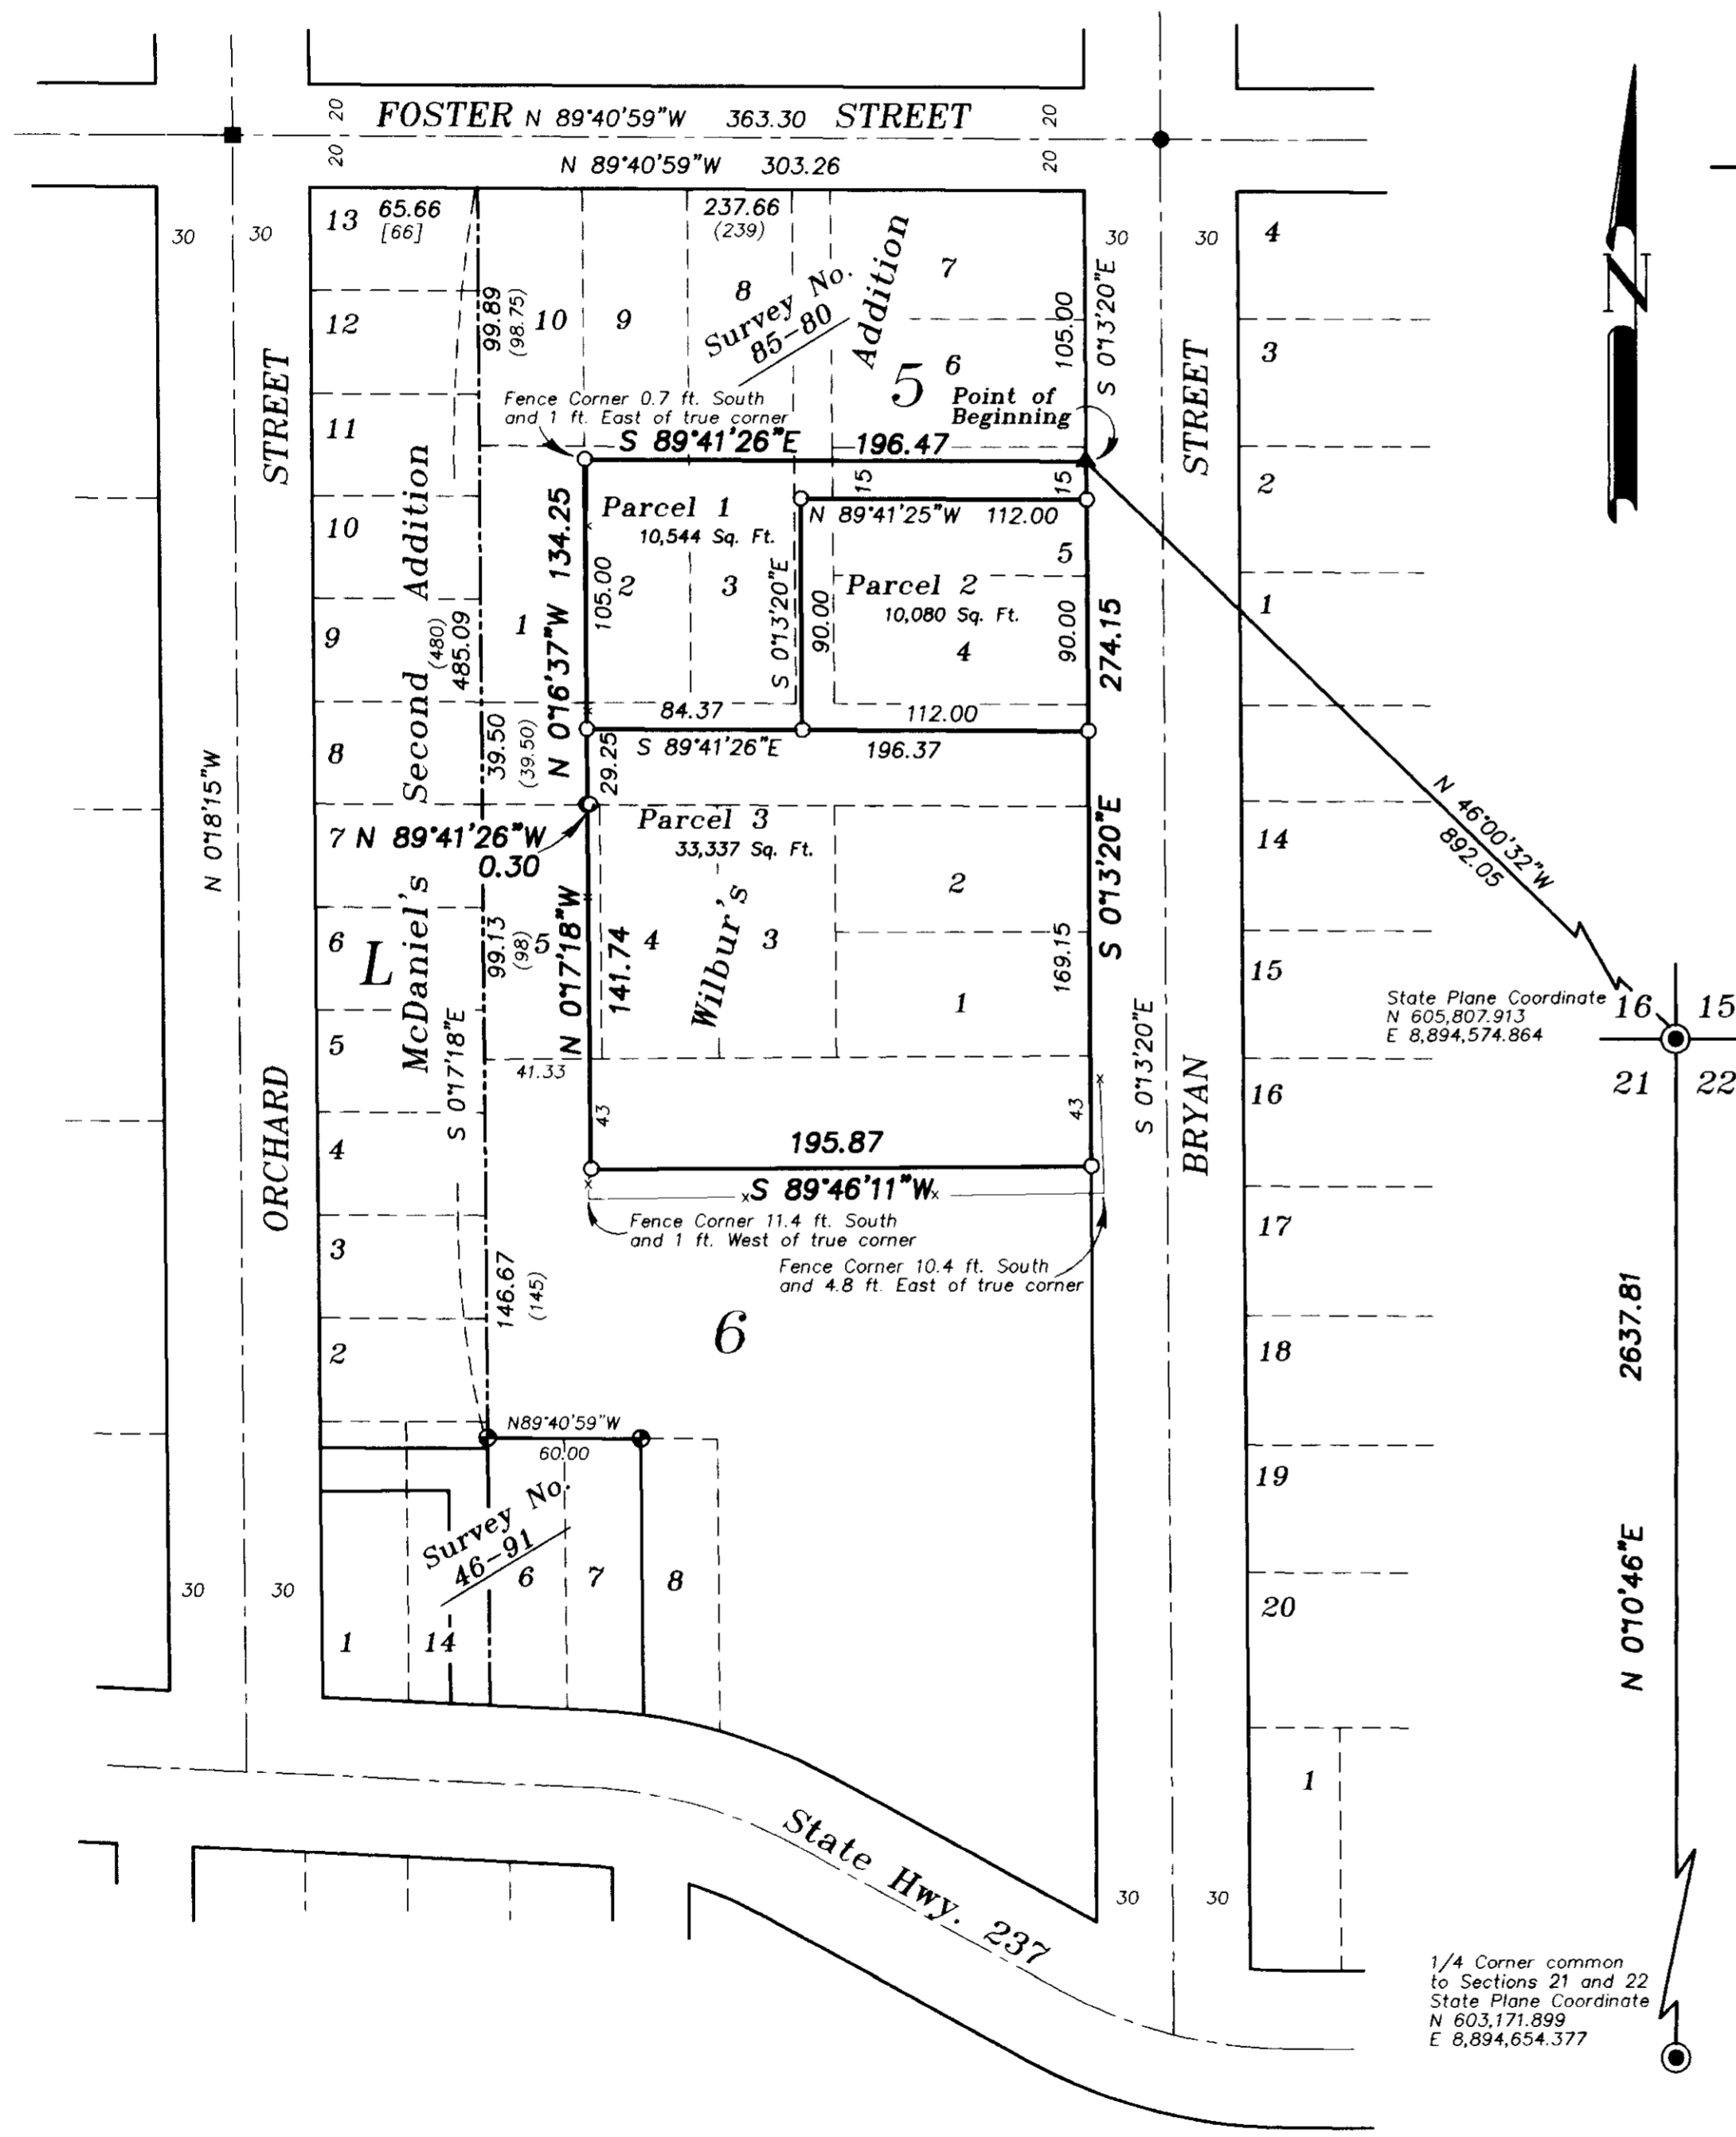 FOSTER N 89°40'59"W 363.30 STREET
20
20
20
20
N 89°40'59"W 303.26
30
30
30
30
13
65.66
[66]
237.66
(239)
12
11
10
9
8
7
6
5
4
3
2
1
14
99.89
(98.75)
10
9
8
7
6
5
Survey No.
85-80
Addition
105.00
S 0°13'20"E
4
3
2
1
14
15
16
17
18
19
20
1
N
STREET
STREET
Fence Corner 0.7 ft. South
and 1 ft. East of true corner
Point of
Beginning
S 89°41'26"E 196.47
15
15
Parcel 1
10,544 Sq. Ft.
N 89°41'25"W 112.00
N 0°16'37"W 134.25
105.00
1
2
3
S 0°13'20"E
90.00
Parcel 2
10,080 Sq. Ft.
5
4
90.00
274.15
McDaniel's Second Addition
(480)
485.09
39.50
(39.50)
29.25
84.37
112.00
S 89°41'26"E 196.37
N 0°18'15"W
N 89°41'26"W
0.30
Parcel 3
33,337 Sq. Ft.
S 0°13'20"E
N 46°00'32"W
892.05
L
99.13
(98)
5
N 0°17'18"W
141.74
4
Wilbur's
3
2
1
169.15
S 0°17'18"E
41.33
43
43
S 0°13'20"E
State Plane Coordinate
N 605,807.913
E 8,894,574.864
16
15
21
22
ORCHARD
BRYAN
195.87
S 89°46'11"W
x
x
x
x
x
x
x
Fence Corner 11.4 ft. South
and 1 ft. West of true corner
Fence Corner 10.4 ft. South
and 4.8 ft. East of true corner
146.67
(145)
6
2637.81
N 0°10'46"E
N89°40'59"W
60.00
Survey No.
46-91
6
7
8
30
30
State Hwy. 237
30
30
1/4 Corner common
to Sections 21 and 22
State Plane Coordinate
N 603,171.899
E 8,894,654.377